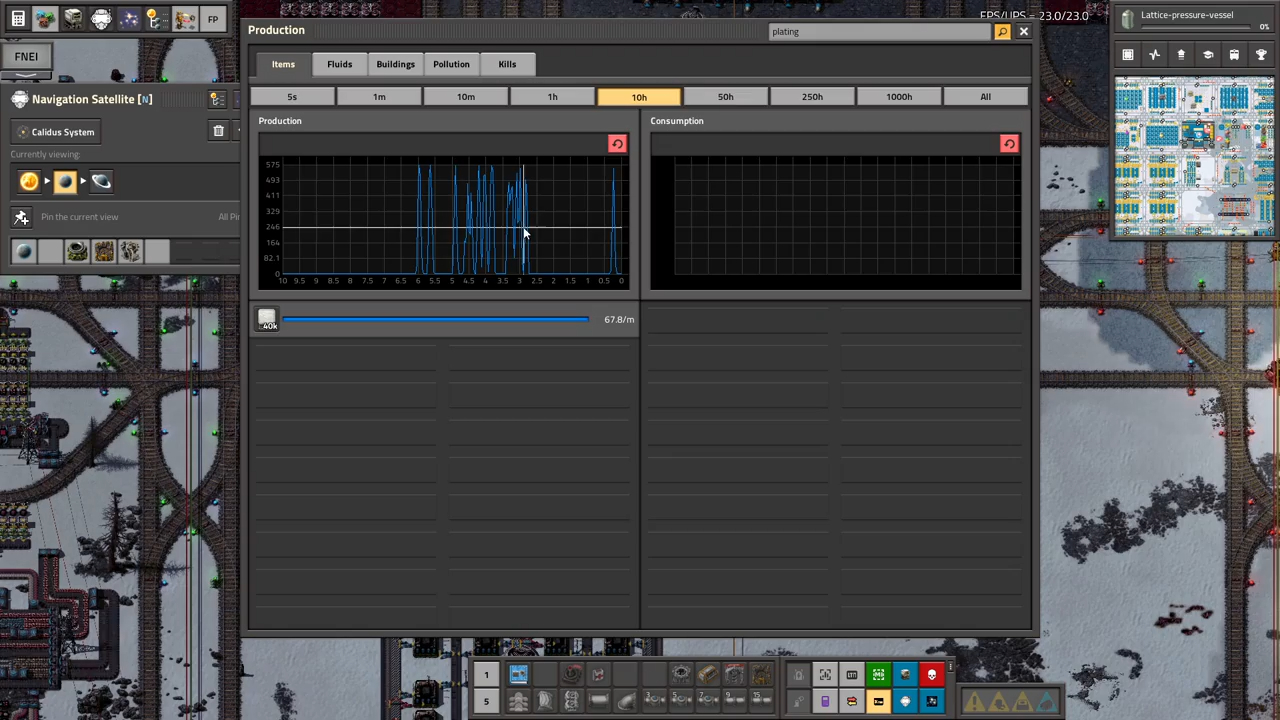 FP
FPS/UPS = 23.0/23.0
Lattice-pressure-vessel
0%
FNEI
Production
plating
Items
Fluids
Buildings
Pollution
Kills
Navigation Satellite [N]
5s
1m
10m
1h
10h
50h
250h
1000h
All
Calidus System
Currently viewing:
Pin the current view
All Pin
Production
Consumption
575
493
411
329
246
164
82.1
0
10 9.5 9 8.5 8 7.5 7 6.5 6 5.5 5 4.5 4 3.5 3 2.5 2 1.5 1 0.5 0
40k
67.8/m
1
5